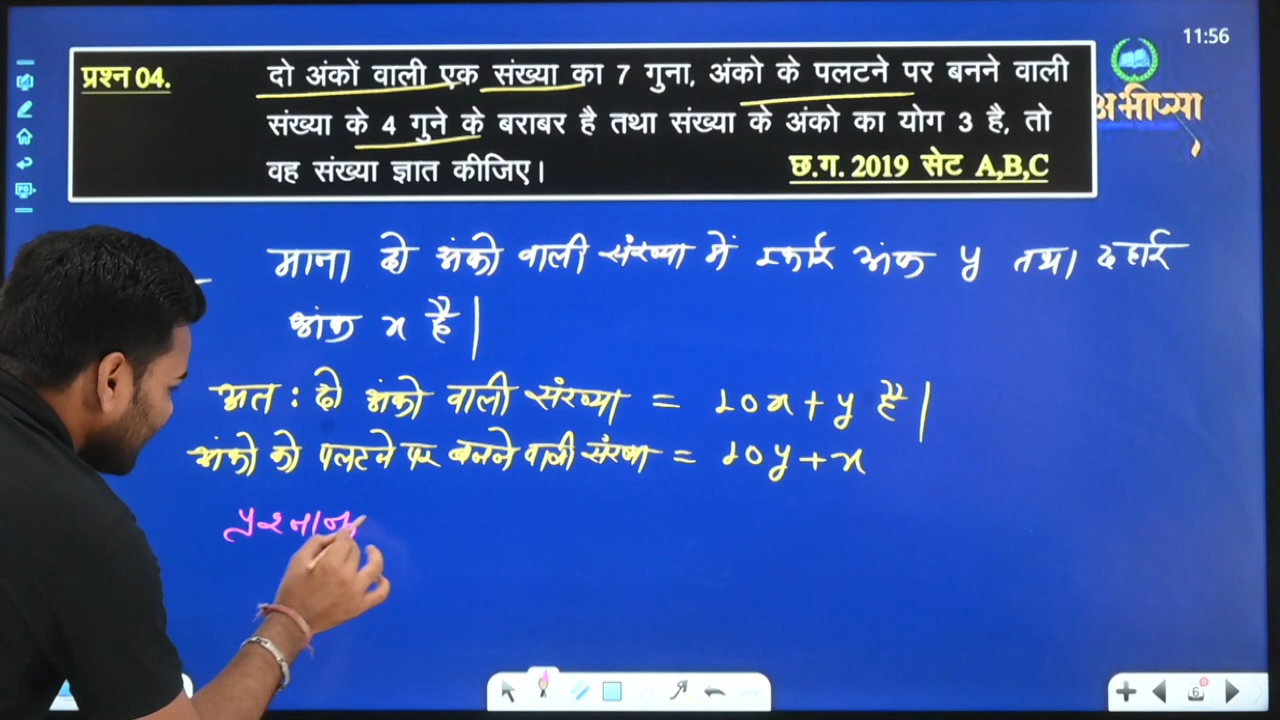 11:56
प्रश्न 04. दो अंकों वाली एक संख्या का 7 गुना, अंको के पलटने पर बनने वाली
संख्या के 4 गुने के बराबर है तथा संख्या के अंको का योग 3 है, तो
वह संख्या ज्ञात कीजिए।
छ.ग. 2019 सेट A,B,C
अभीप्सा
माना दो अंको वाली संख्या में इकाई अंक y तथा दहाई
अंक x है|
अत: दो अंको वाली संख्या = 10x+y है|
अंको को पलटने पर बनने वाली संख्या = 10y+x
प्रश्नान
6